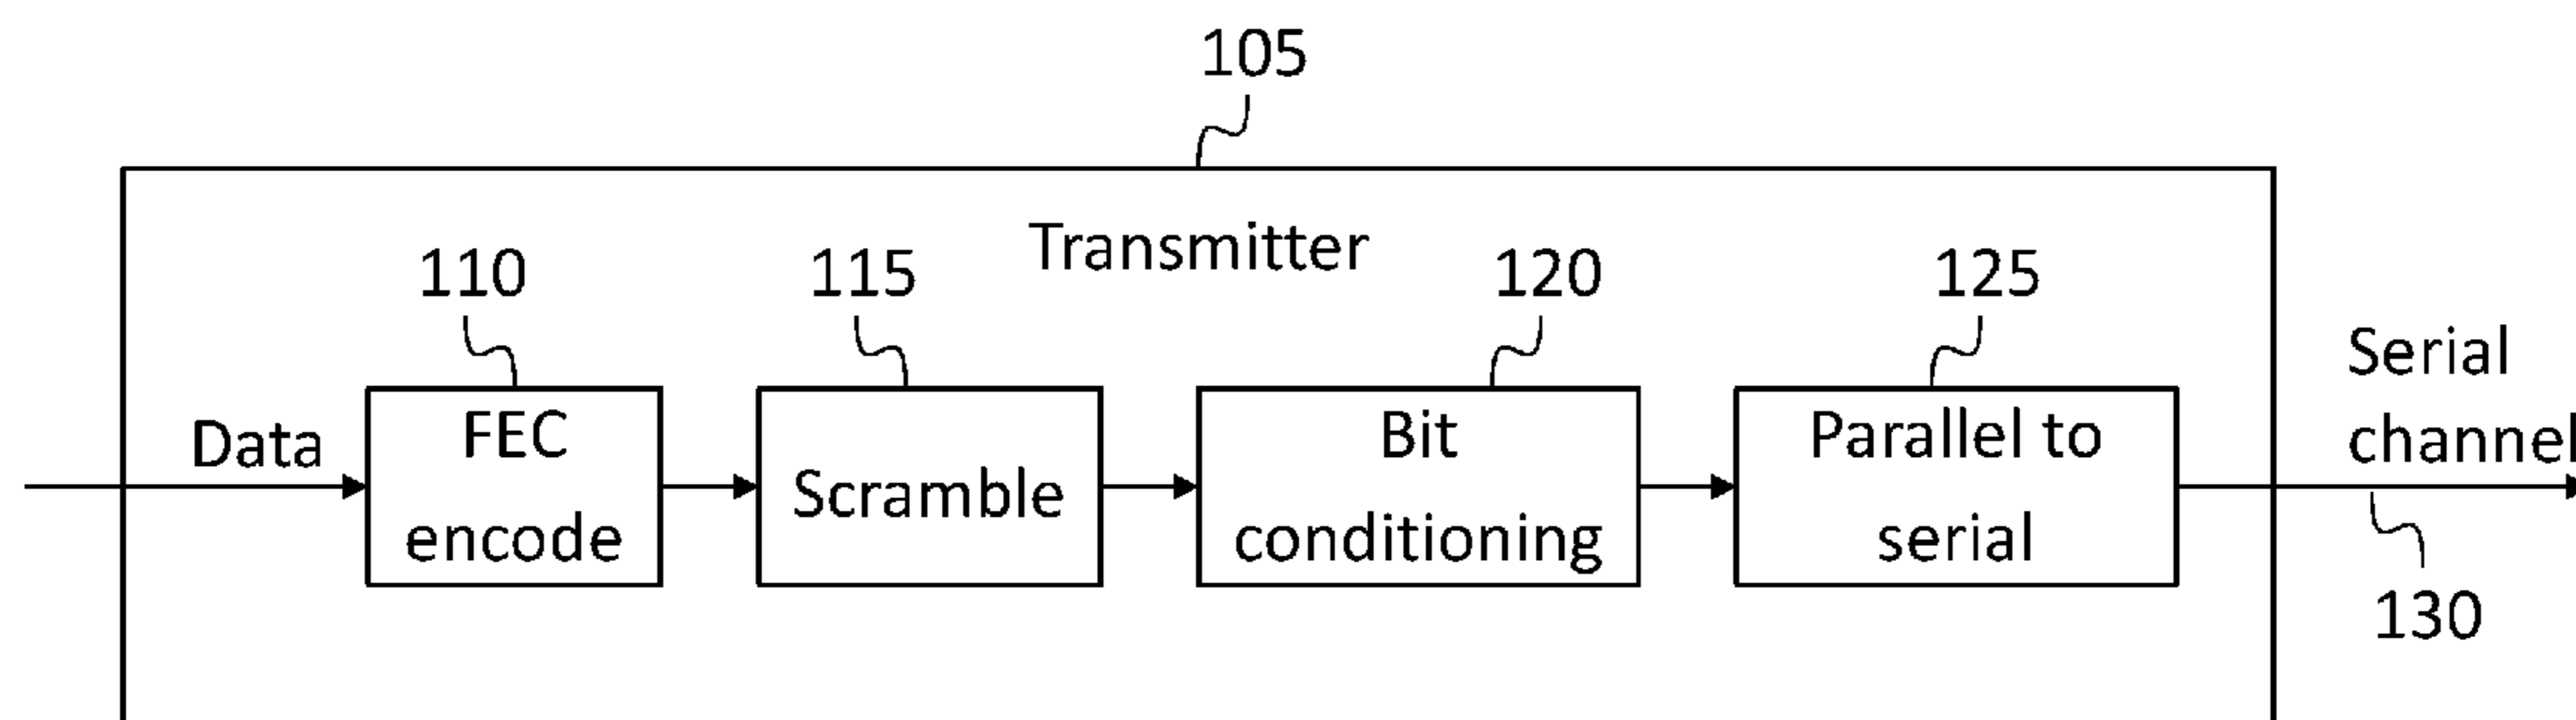 105
Transmitter
110
115
120
125
Serial
channel
Data
FEC
encode
Scramble
Bit
conditioning
Parallel to
serial
130